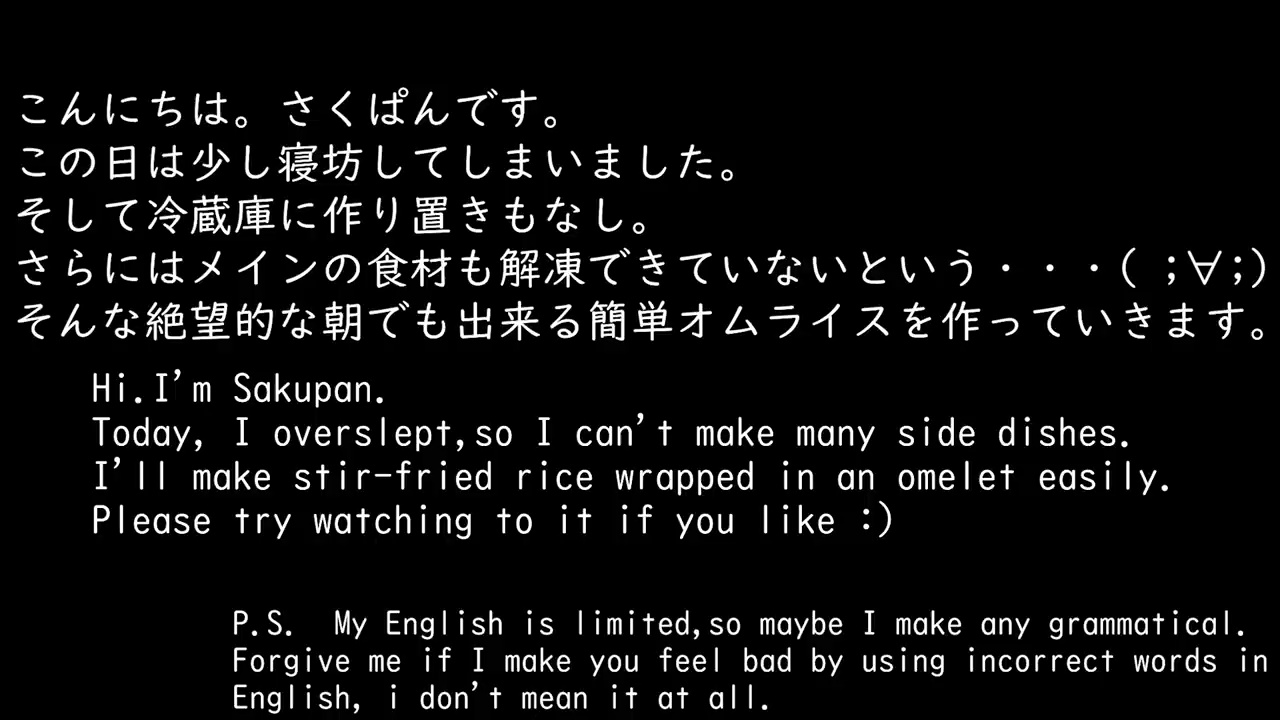 こんにちは。さくぱんです。
この日は少し寝坊してしまいました。
そして冷蔵庫に作り置きもなし。
さらにはメインの食材も解凍できていないという・・・( ;∀;)
そんな絶望的な朝でも出来る簡単オムライスを作っていきます。
Hi.I'm Sakupan.
Today, I overslept,so I can't make many side dishes.
I'll make stir-fried rice wrapped in an omelet easily.
Please try watching to it if you like :)
P.S.  My English is limited,so maybe I make any grammatical.
Forgive me if I make you feel bad by using incorrect words in
English, i don't mean it at all.